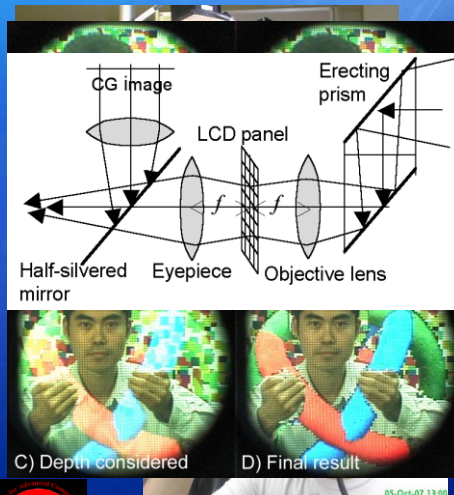 CG image
Erecting
prism
LCD panel
f
f
Half-silvered
mirror
Eyepiece
Objective lens
C) Depth considered
D) Final result
05-Oct-07 13:00